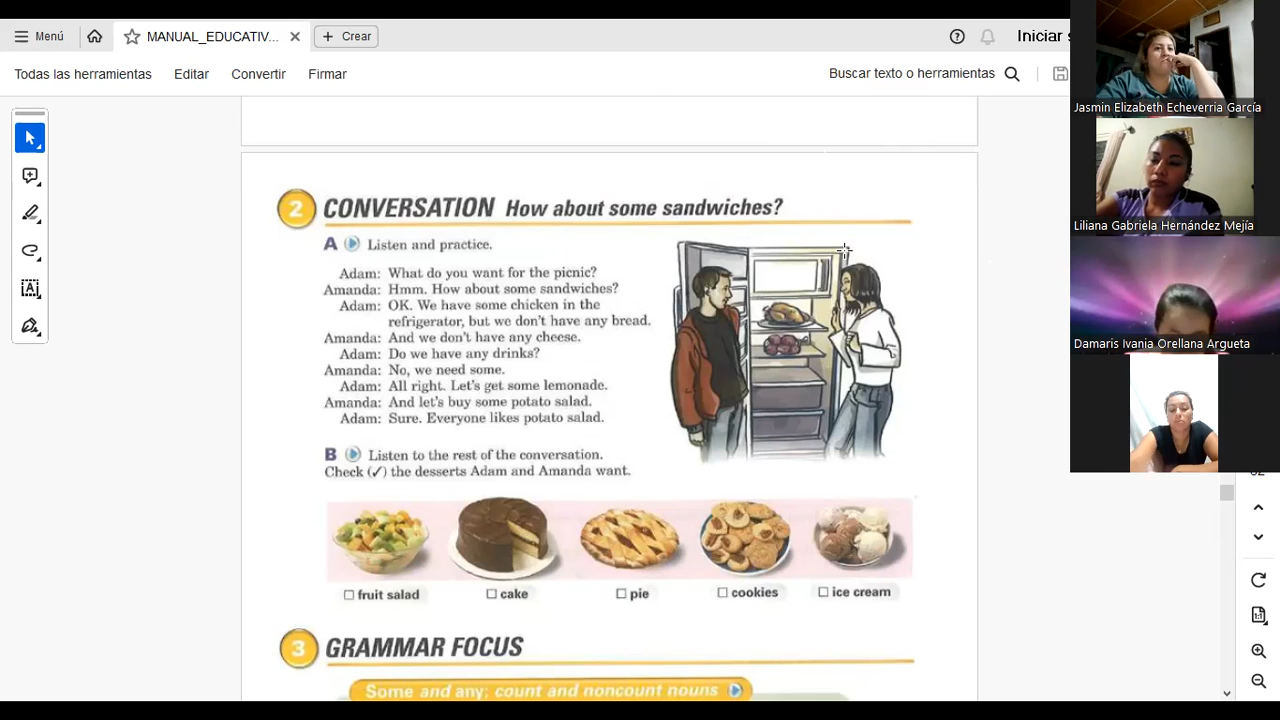 Menú
MANUAL_EDUCATIV...
Crear
Iniciar s
Todas las herramientas
Editar
Convertir
Firmar
Buscar texto o herramientas
2 CONVERSATION How about some sandwiches?
A Listen and practice.
Adam: What do you want for the picnic?
Amanda: Hmm. How about some sandwiches?
Adam: OK. We have some chicken in the
refrigerator, but we don't have any bread.
Amanda: And we don't have any cheese.
Adam: Do we have any drinks?
Amanda: No, we need some.
Adam: All right. Let's get some lemonade.
Amanda: And let's buy some potato salad.
Adam: Sure. Everyone likes potato salad.
B Listen to the rest of the conversation.
Check (✓) the desserts Adam and Amanda want.
fruit salad
cake
pie
cookies
ice cream
3 GRAMMAR FOCUS
Some and any; count and noncount nouns
Jasmin Elizabeth Echeverria García
Liliana Gabriela Hernández Mejía
Damaris Ivania Orellana Argueta